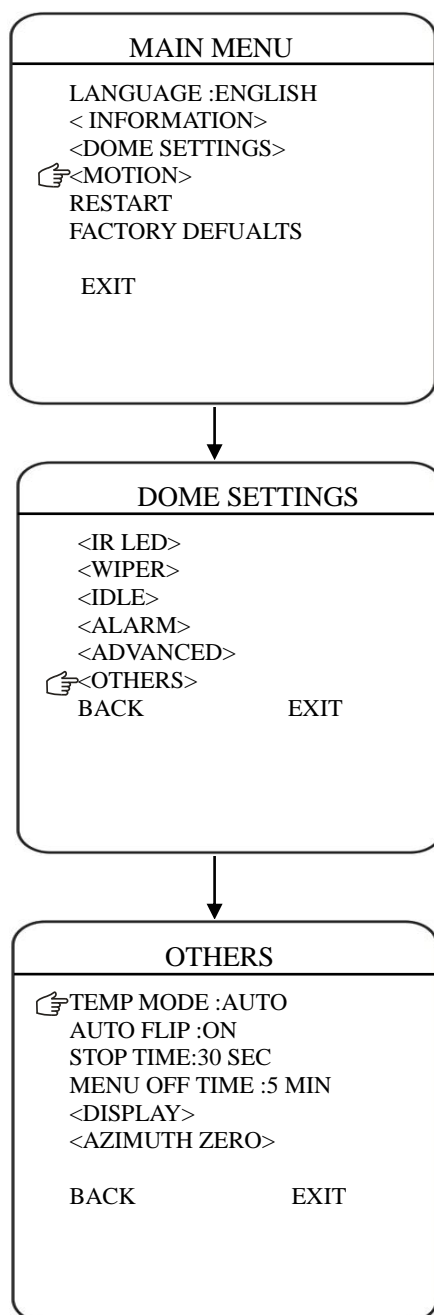 MAIN MENU
LANGUAGE :ENGLISH
< INFORMATION>
<DOME SETTINGS>
<MOTION>
RESTART
FACTORY DEFUALTS
EXIT
DOME SETTINGS
<IR LED>
<WIPER>
<IDLE>
<ALARM>
<ADVANCED>
<OTHERS>
BACK EXIT
OTHERS
TEMP MODE :AUTO
AUTO FLIP :ON
STOP TIME:30 SEC
MENU OFF TIME :5 MIN
<DISPLAY>
<AZIMUTH ZERO>
BACK EXIT